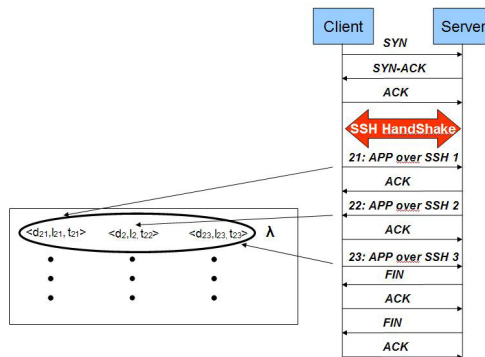 Client
Server
SYN
SYN-ACK
ACK
SSH HandShake
21: APP over SSH 1
ACK
22: APP over SSH 2
ACK
23: APP over SSH 3
FIN
ACK
FIN
ACK
<d21,l21, t21> <d2,l2, t22> <d23,l23, t23> λ